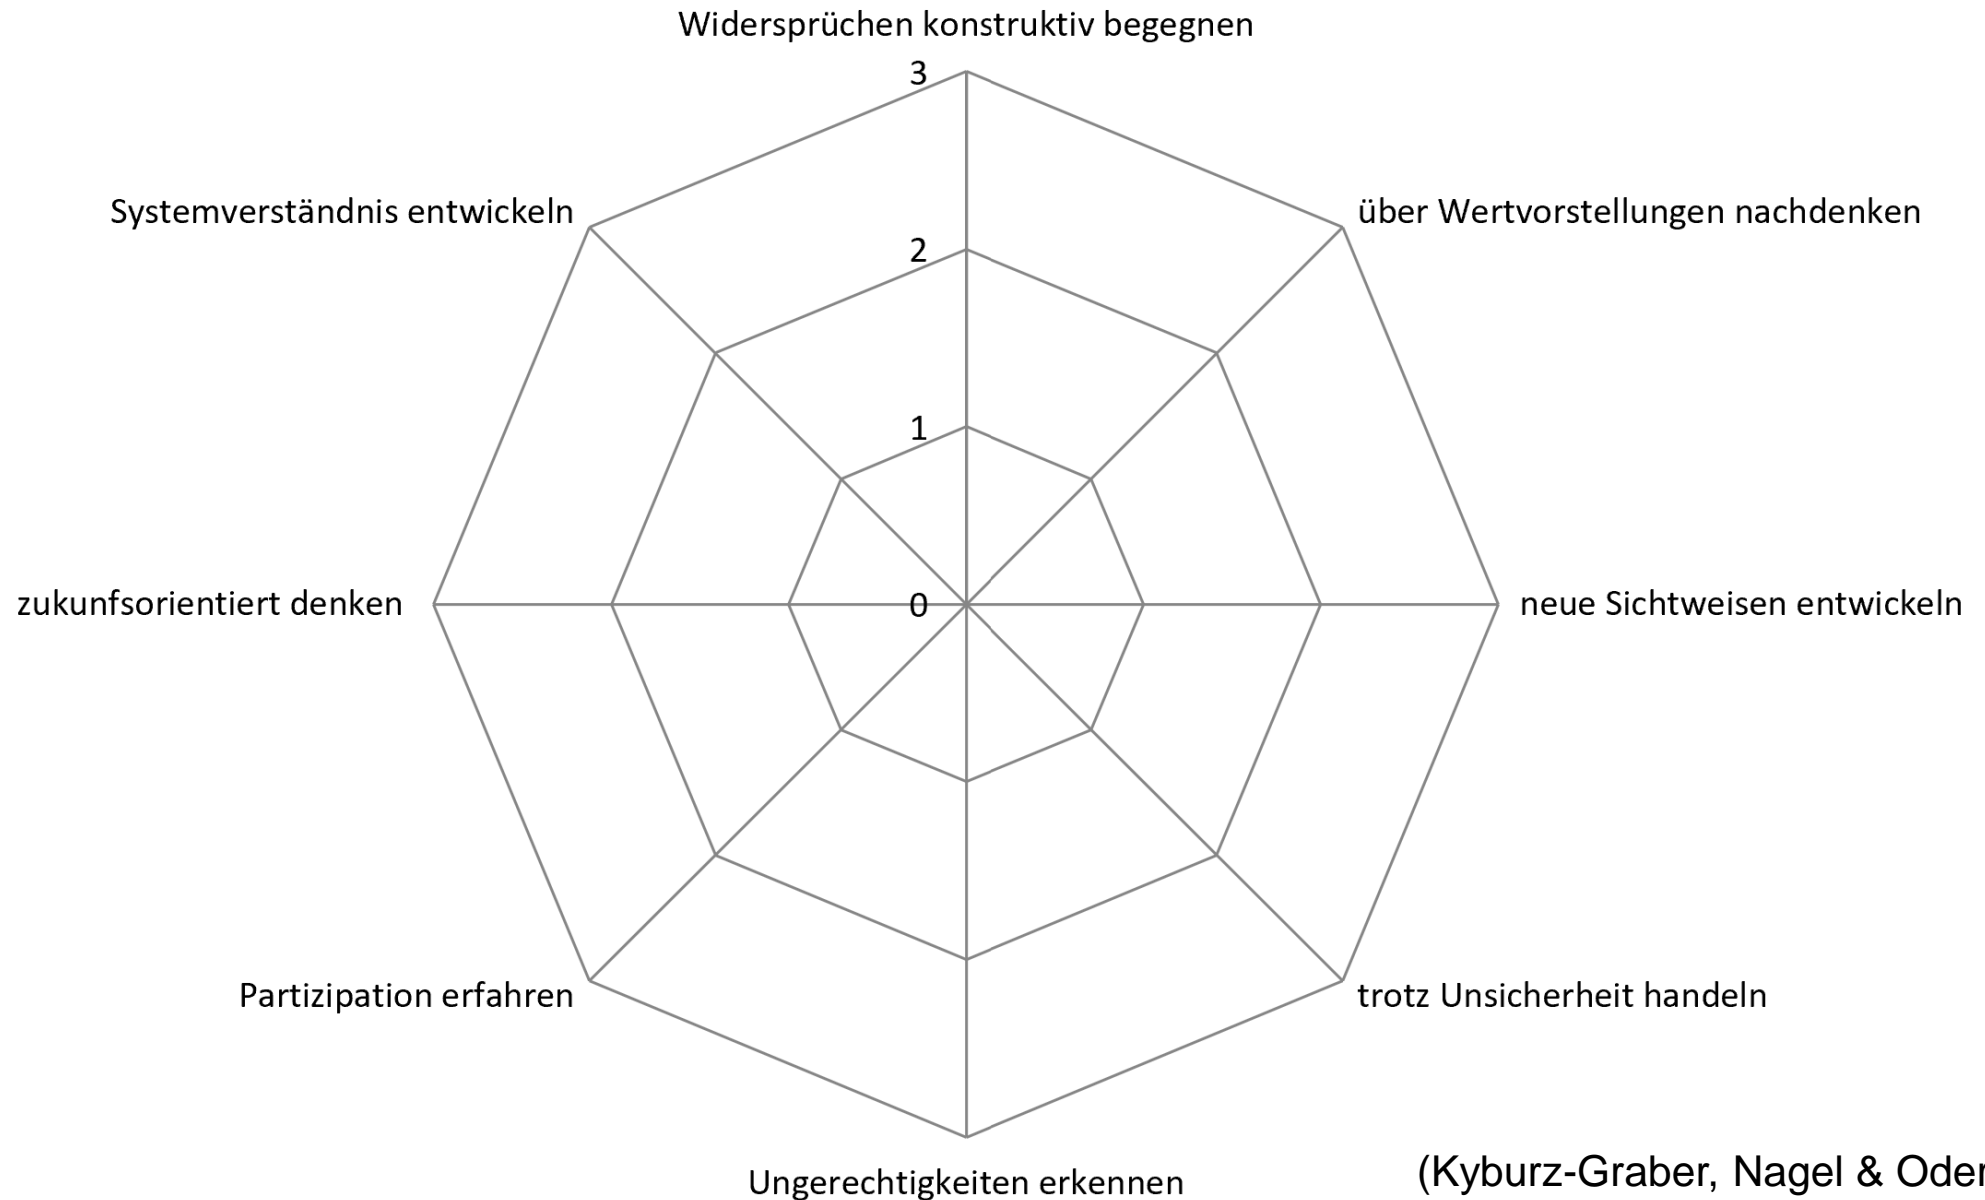 Widersprüchen konstruktiv begegnen
3
Systemverständnis entwickeln
über Wertvorstellungen nachdenken
2
1
zukunfsorientiert denken
0
neue Sichtweisen entwickeln
Partizipation erfahren
trotz Unsicherheit handeln
Ungerechtigkeiten erkennen
(Kyburz-Graber, Nagel &